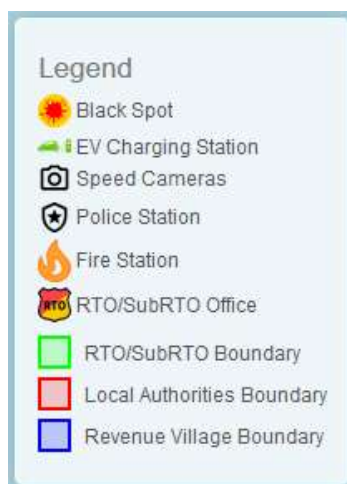 Legend
Black Spot
EV Charging Station
Speed Cameras
Police Station
Fire Station
RTO RTO/SubRTO Office
RTO/SubRTO Boundary
Local Authorities Boundary
Revenue Village Boundary